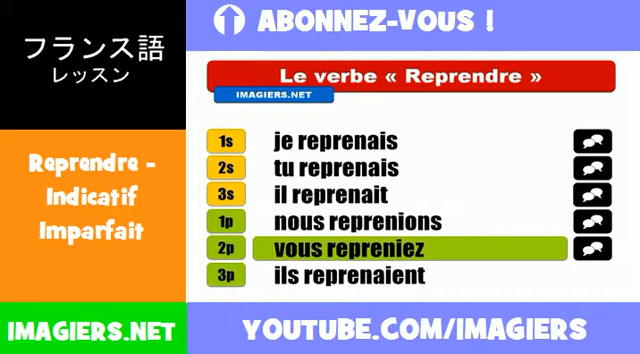 フランス語
レッスン
Reprendre -
Indicatif
Imparfait
IMAGIERS.NET
ABONNEZ-VOUS !
Le verbe « Reprendre »
IMAGIERS.NET
1s je reprenais
2s tu reprenais
3s il reprenait
1p nous reprenions
2p vous repreniez
3p ils reprenaient
YOUTUBE.COM/IMAGIERS